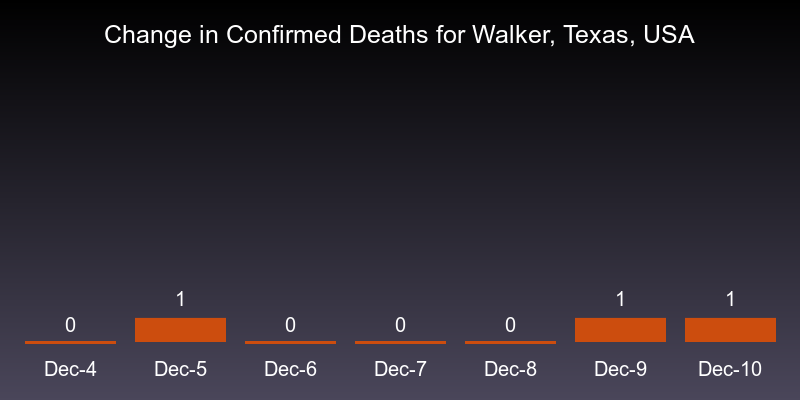 Change in Confirmed Deaths for Walker, Texas, USA
0 1 0 0 0 1 1
Dec-4 Dec-5 Dec-6 Dec-7 Dec-8 Dec-9 Dec-10